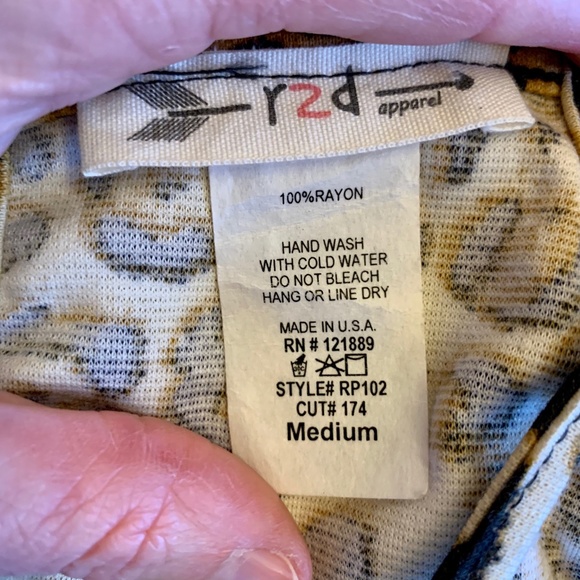 r2d
apparel
100%RAYON
HAND WASH
WITH COLD WATER
DO NOT BLEACH
HANG OR LINE DRY
MADE IN U.S.A.
RN # 121889
STYLE# RP102
CUT# 174
Medium